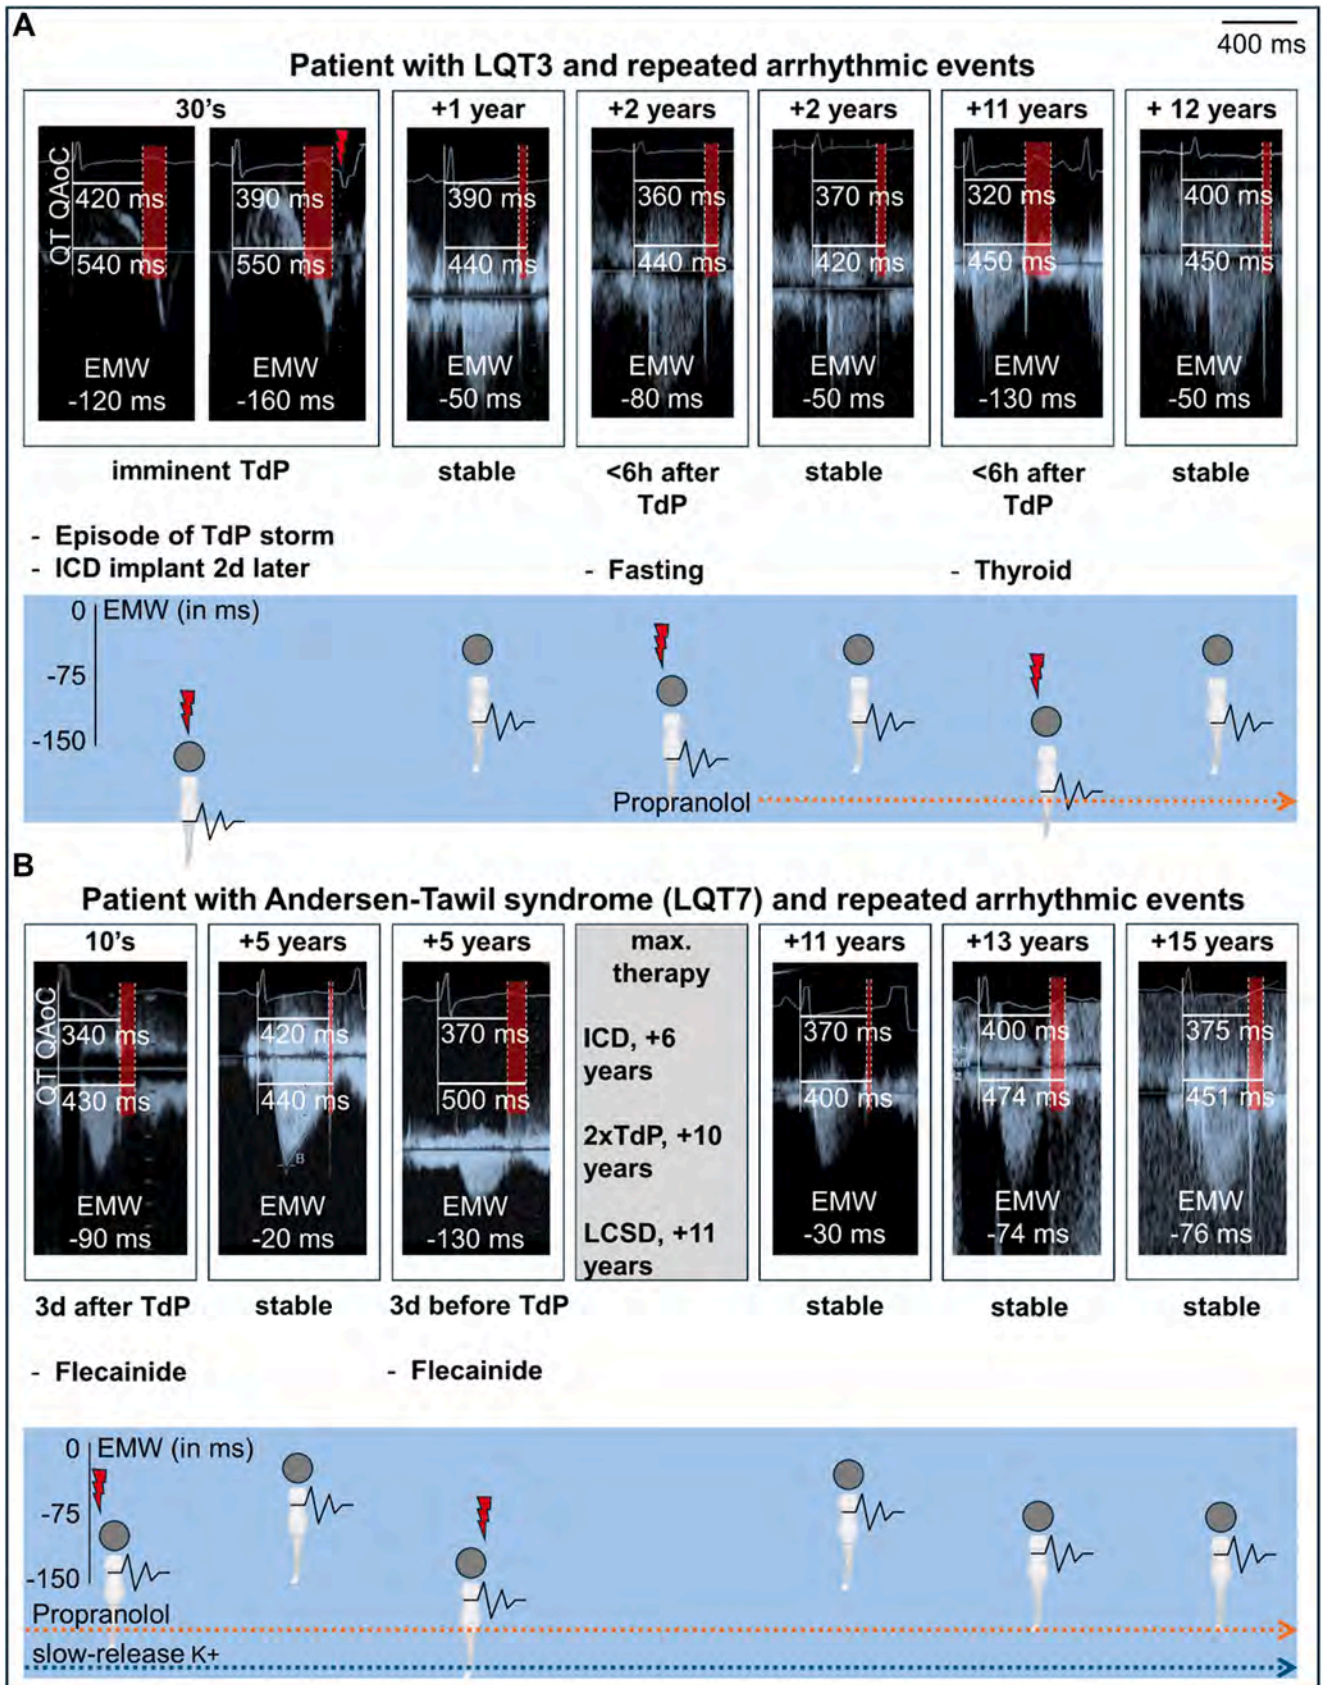 A
400 ms
Patient with LQT3 and repeated arrhythmic events
30's
+1 year
+2 years
+2 years
+11 years
+ 12 years
QT QAoC
420 ms
540 ms
EMW
-120 ms
390 ms
550 ms
EMW
-160 ms
390 ms
440 ms
EMW
-50 ms
360 ms
440 ms
EMW
-80 ms
370 ms
420 ms
EMW
-50 ms
320 ms
450 ms
EMW
-130 ms
400 ms
450 ms
EMW
-50 ms
imminent TdP
stable
<6h after
TdP
stable
<6h after
TdP
stable
- Episode of TdP storm
- ICD implant 2d later
- Fasting
- Thyroid
0
EMW (in ms)
-75
-150
Propranolol
B
Patient with Andersen-Tawil syndrome (LQT7) and repeated arrhythmic events
10's
+5 years
+5 years
max.
therapy
ICD, +6
years
2xTdP, +10
years
LCSD, +11
years
+11 years
+13 years
+15 years
QT QAoC
340 ms
430 ms
EMW
-90 ms
420 ms
440 ms
B
EMW
-20 ms
370 ms
500 ms
EMW
-130 ms
370 ms
400 ms
EMW
-30 ms
400 ms
474 ms
EMW
-74 ms
375 ms
451 ms
EMW
-76 ms
3d after TdP
stable
3d before TdP
stable
stable
stable
- Flecainide
- Flecainide
0
EMW (in ms)
-75
-150
Propranolol
slow-release K+